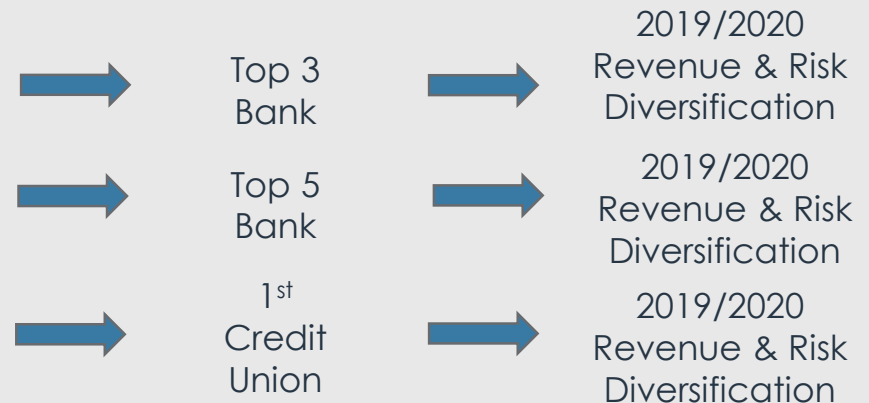 Top 3
Bank
2019/2020
Revenue & Risk
Diversification
Top 5
Bank
2019/2020
Revenue & Risk
Diversification
1st
Credit
Union
2019/2020
Revenue & Risk
Diversification